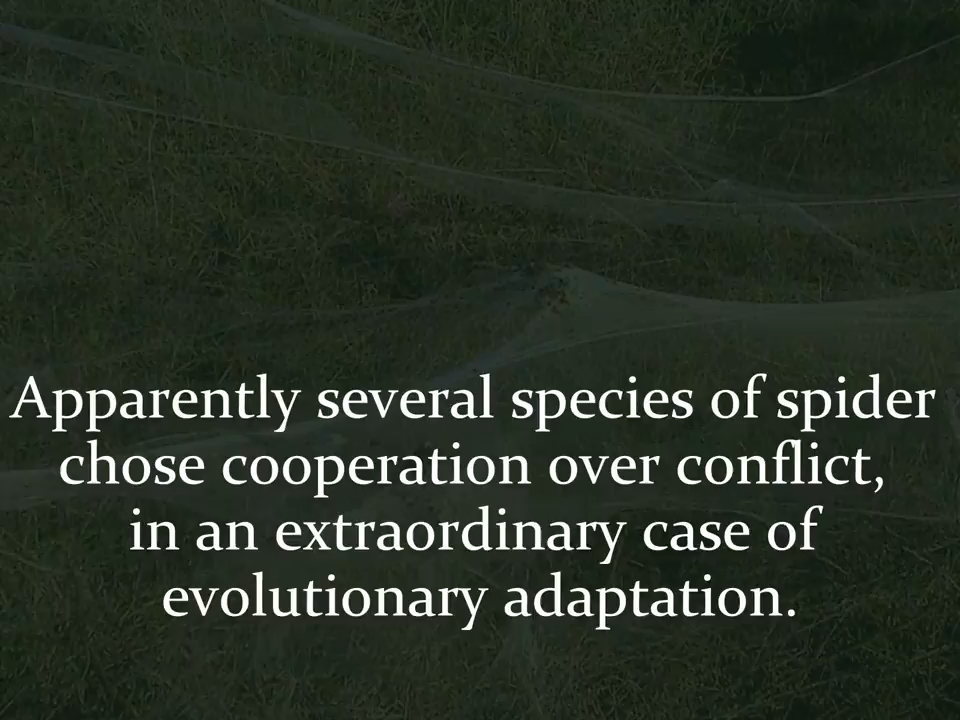 Apparently several species of spider
chose cooperation over conflict,
in an extraordinary case of
evolutionary adaptation.